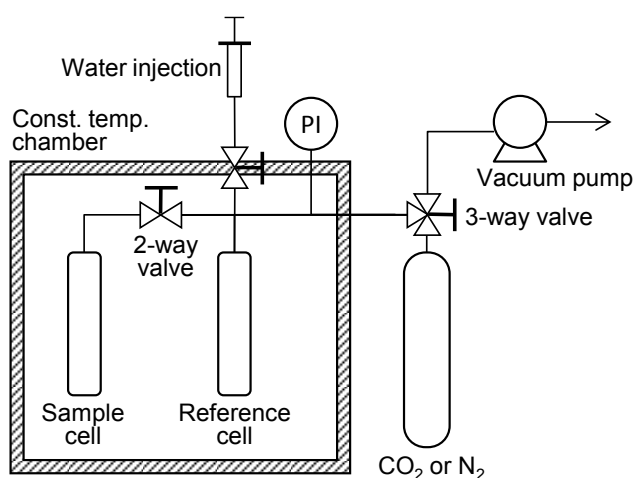 Water injection
Const. temp.
chamber
PI
Vacuum pump
3-way valve
2-way
valve
Sample
cell
Reference
cell
CO₂ or N₂